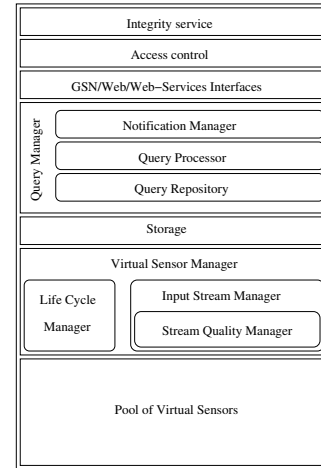 Integrity service
Access control
GSN/Web/Web−Services Interfaces
Query Manager
Notification Manager
Query Processor
Query Repository
Storage
Virtual Sensor Manager
Life Cycle
Manager
Input Stream Manager
Stream Quality Manager
Pool of Virtual Sensors